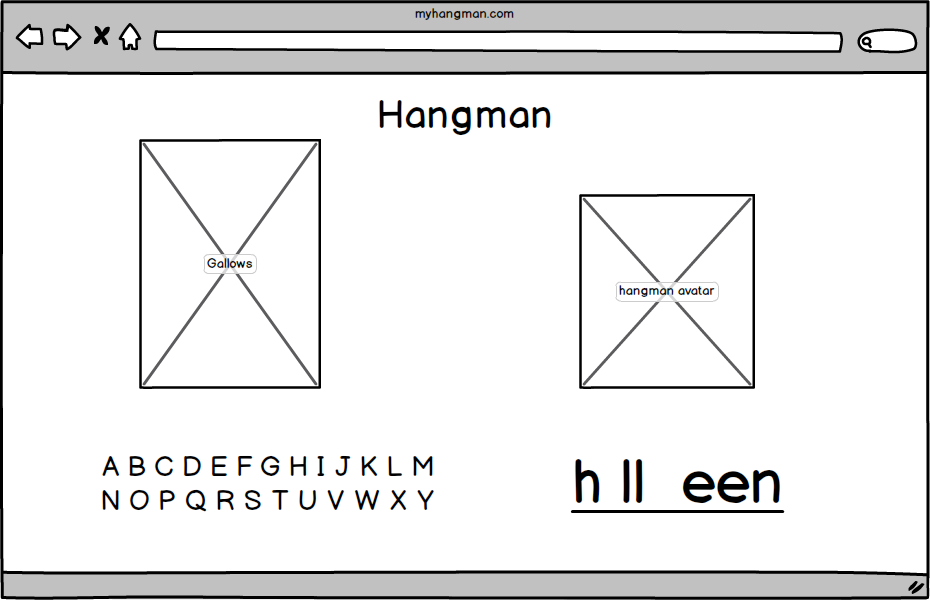 myhangman.com
Hangman
Gallows
hangman avatar
A B C D E F G H I J K L M
N O P Q R S T U V W X Y
h ll een